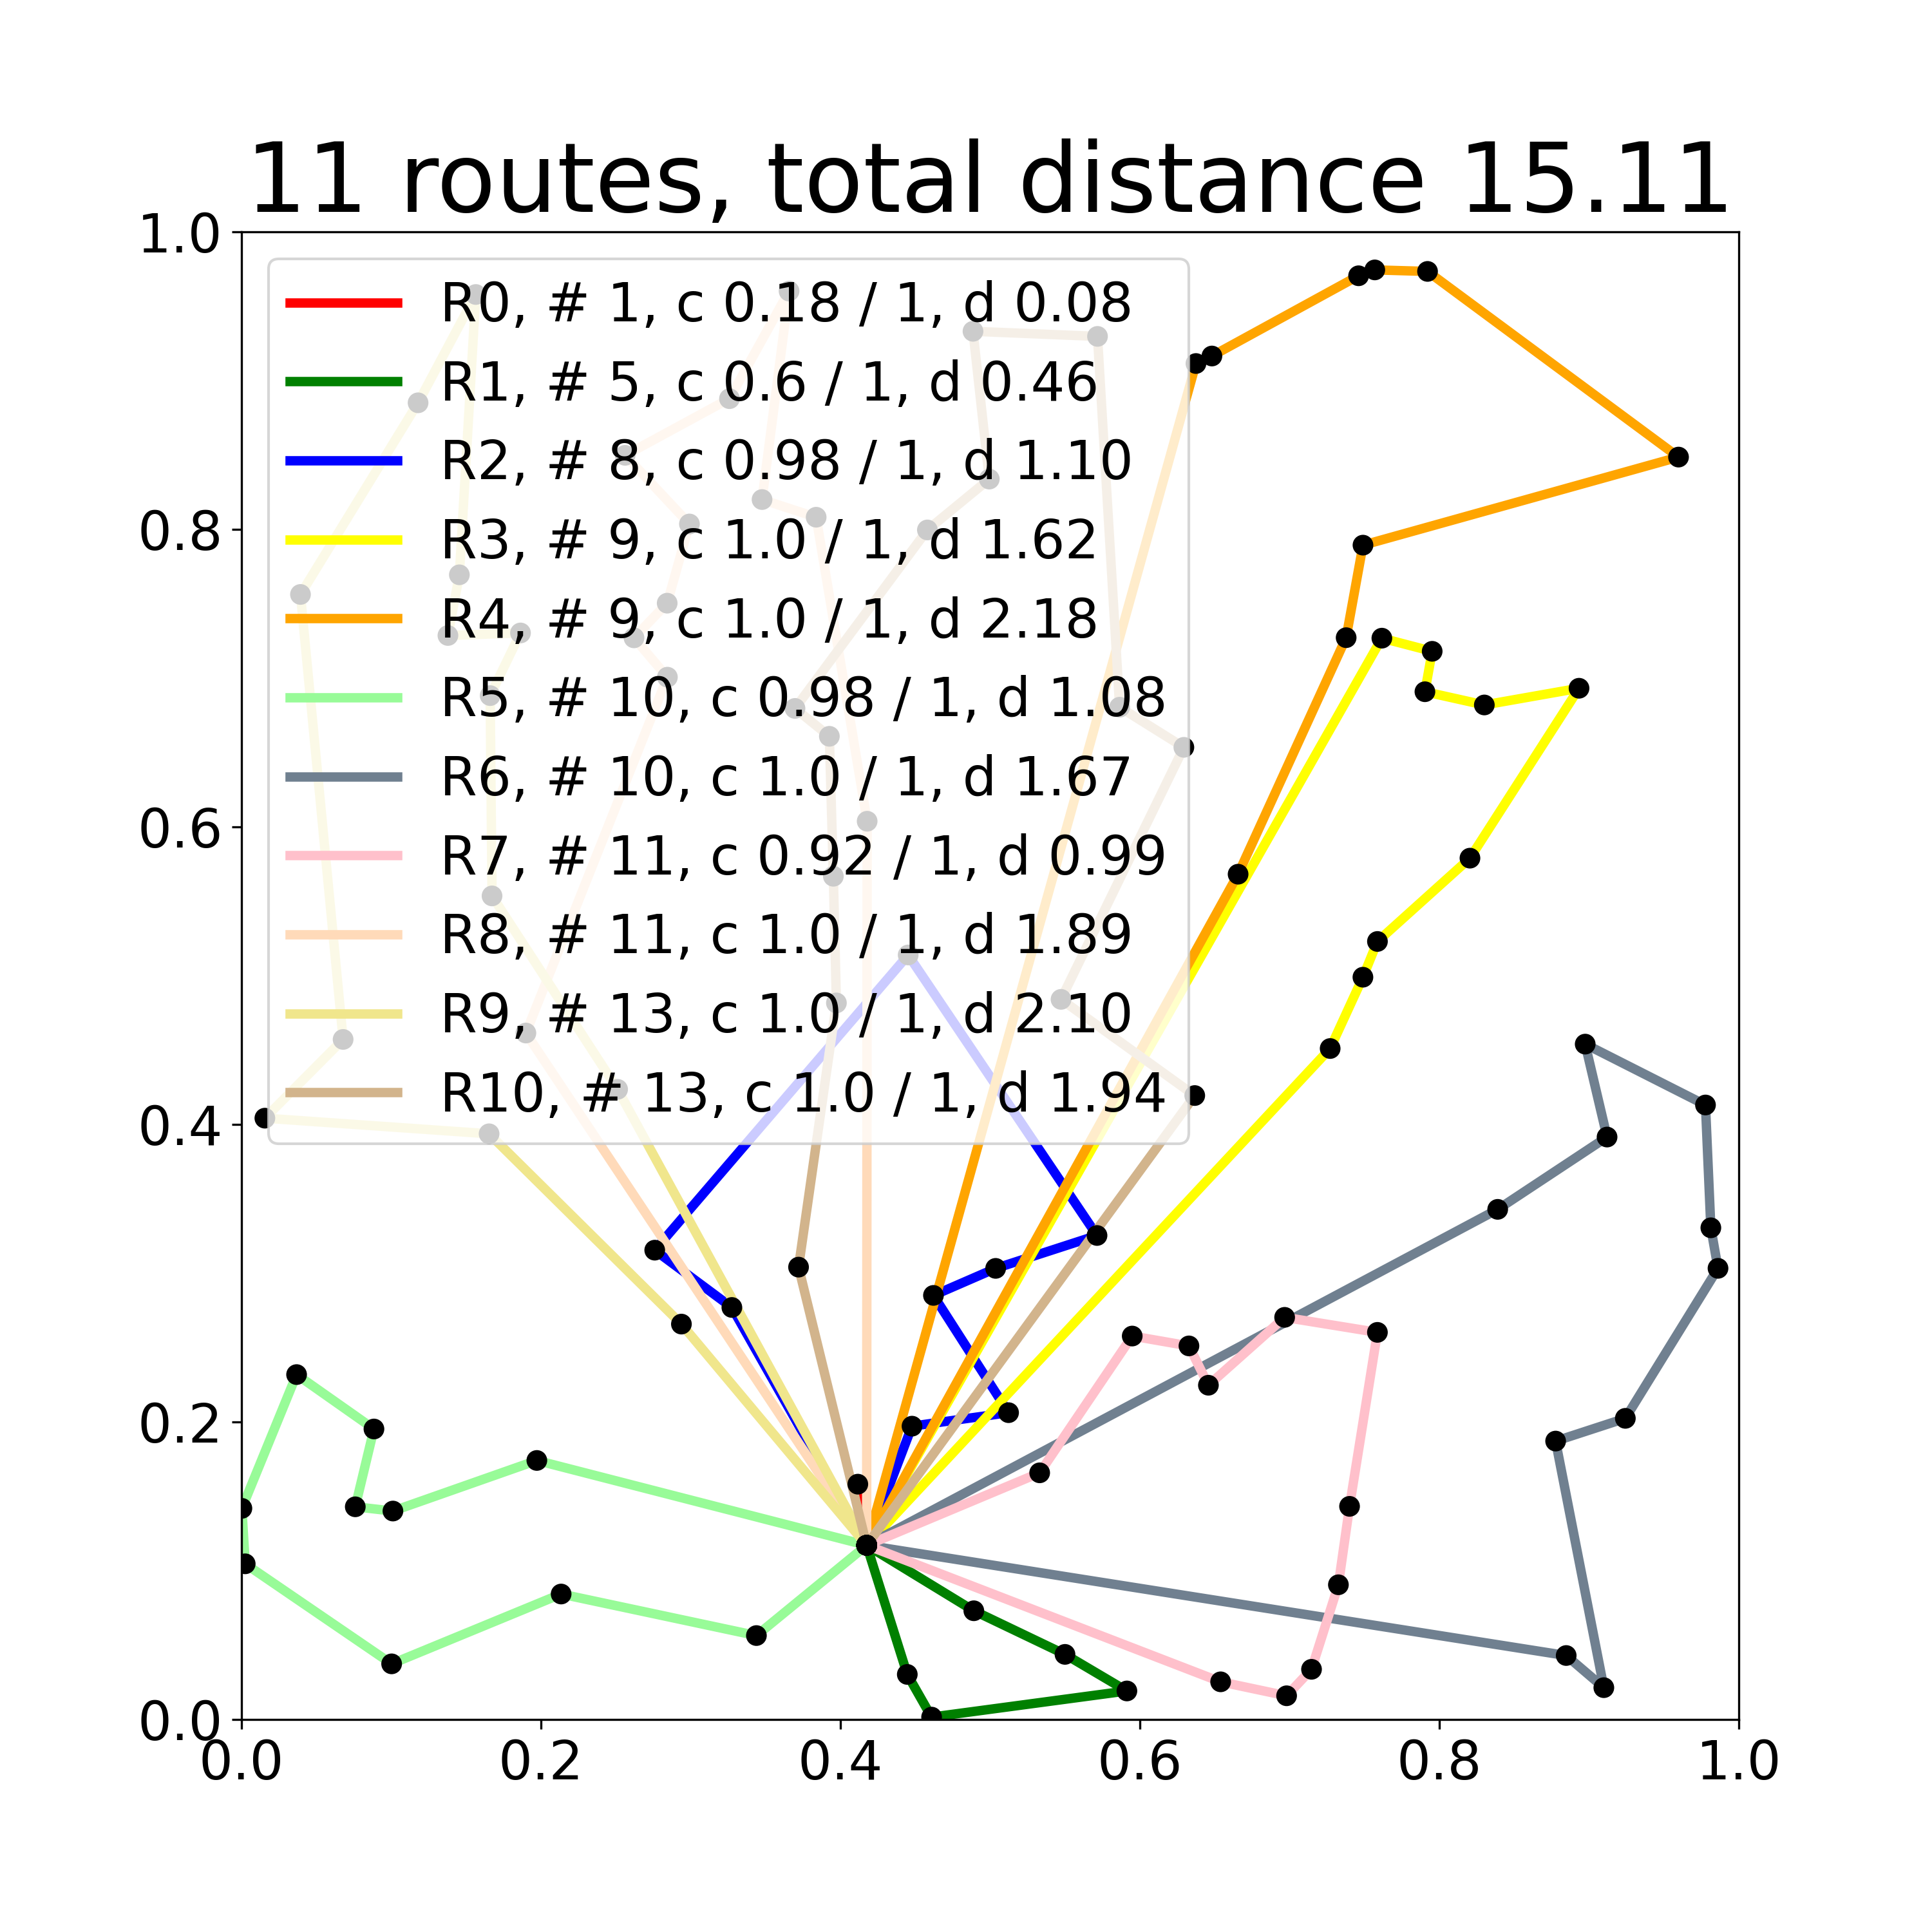 11 routes, total distance 15.11
1.0
R0, # 1, c 0.18 / 1, d 0.08
R1, # 5, c 0.6 / 1, d 0.46
R2, # 8, c 0.98 / 1, d 1.10
R3, # 9, c 1.0 / 1, d 1.62
0.8
R4, # 9, c 1.0 / 1, d 2.18
R5, # 10, c 0.98 / 1, d 1.08
R6, # 10, c 1.0 / 1, d 1.67
0.6
R7, # 11, c 0.92 / 1, d 0.99
R8, # 11, c 1.0 / 1, d 1.89
R9, # 13, c 1.0 / 1, d 2.10
R10, # 13, c 1.0 / 1, d 1.94
0.4
0.2
0.0
0.0 0.2 0.4 0.6 0.8 1.0